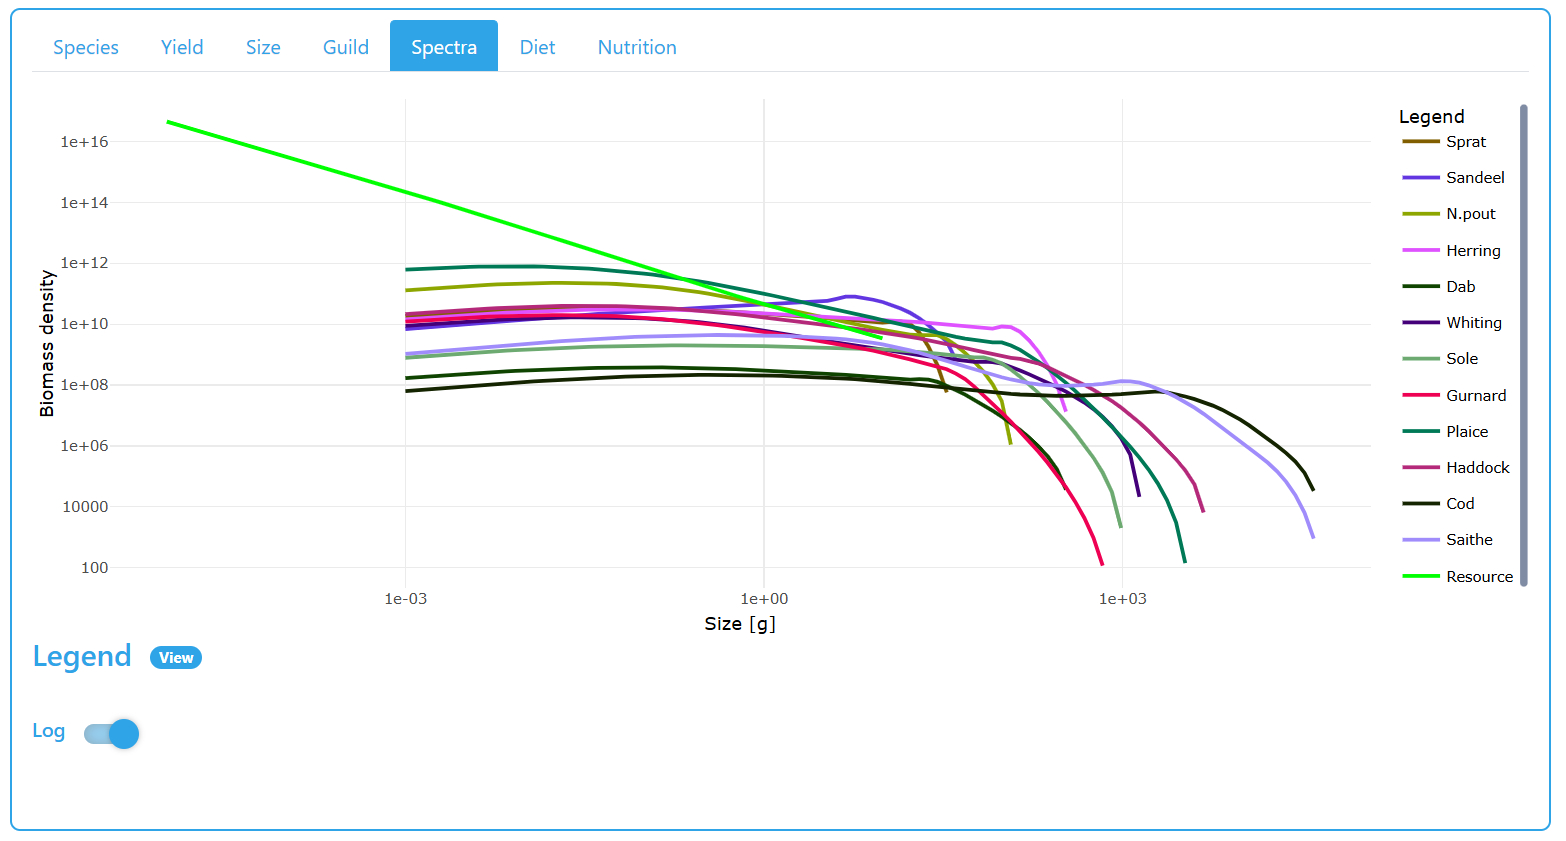 Species Yield Size Guild Spectra Diet Nutrition
Biomass density
1e+16
1e+14
1e+12
1e+10
1e+08
1e+06
10000
100
1e-03 1e+00 1e+03
Size [g]
Legend
Sprat
Sandeel
N.pout
Herring
Dab
Whiting
Sole
Gurnard
Plaice
Haddock
Cod
Saithe
Resource
Legend View
Log